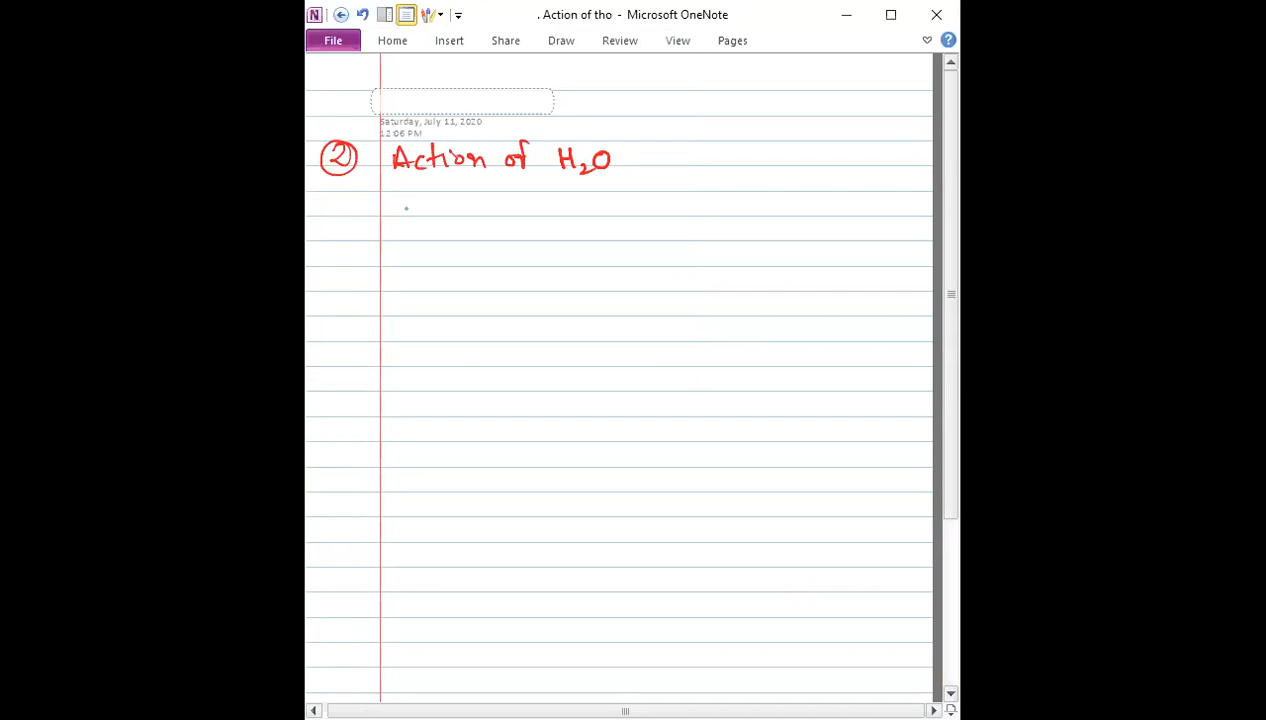 . Action of tho - Microsoft OneNote
File Home Insert Share Draw Review View Pages
Saturday, July 11, 2020
12:06 PM
② Action of H₂O